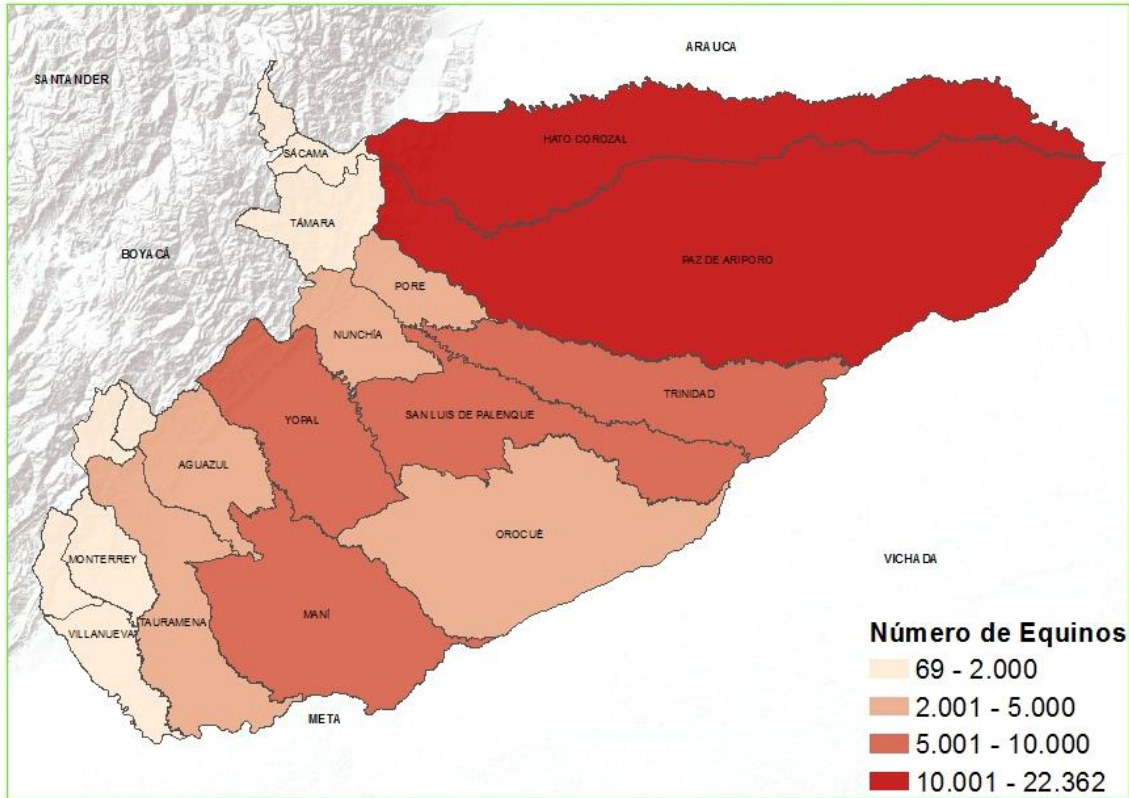 ARAUCA
SANTANDER
HATO COROZAL
SÁCAMA
TÁMARA
BOYACÁ
PAZ DE ARIPORO
PORE
NUNCHÍA
TRINIDAD
SAN LUIS DE PALENQUE
YOPAL
AGUAZUL
OROCUÉ
VICHADA
MONTERREY
MANÍ
TAURAMENA
VILLANUEVA
META
Número de Equinos
69 - 2.000
2.001 - 5.000
5.001 - 10.000
10.001 - 22.362